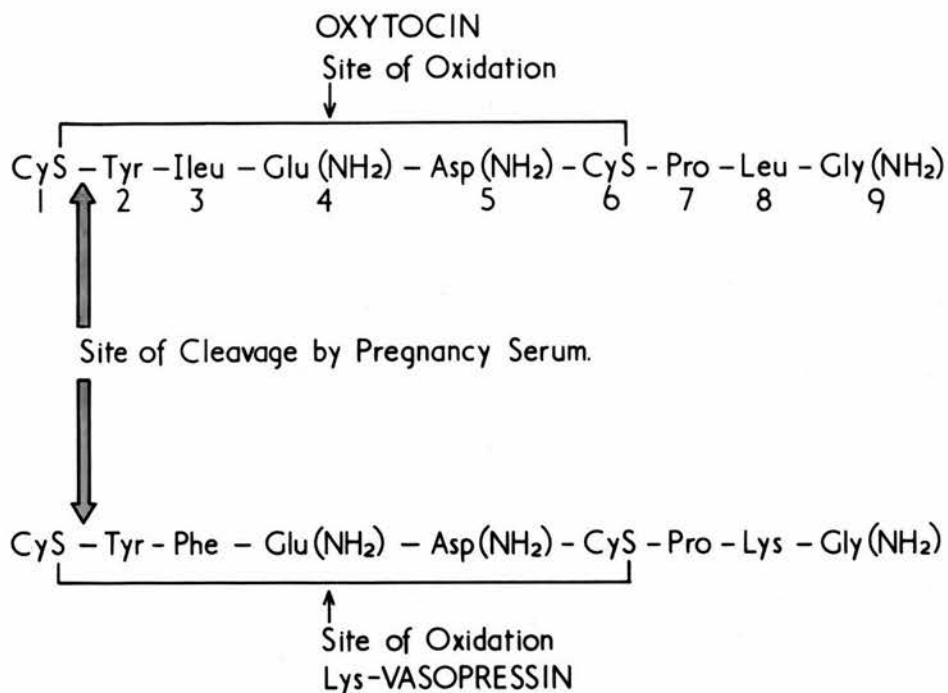 OXYTOCIN
Site of Oxidation
CyS – Tyr – Ileu – Glu(NH₂) – Asp(NH₂) – CyS – Pro – Leu – Gly(NH₂)
1 2 3 4 5 6 7 8 9
Site of Cleavage by Pregnancy Serum.
CyS – Tyr – Phe – Glu(NH₂) – Asp(NH₂) – CyS – Pro – Lys – Gly(NH₂)
Site of Oxidation
Lys-VASOPRESSIN